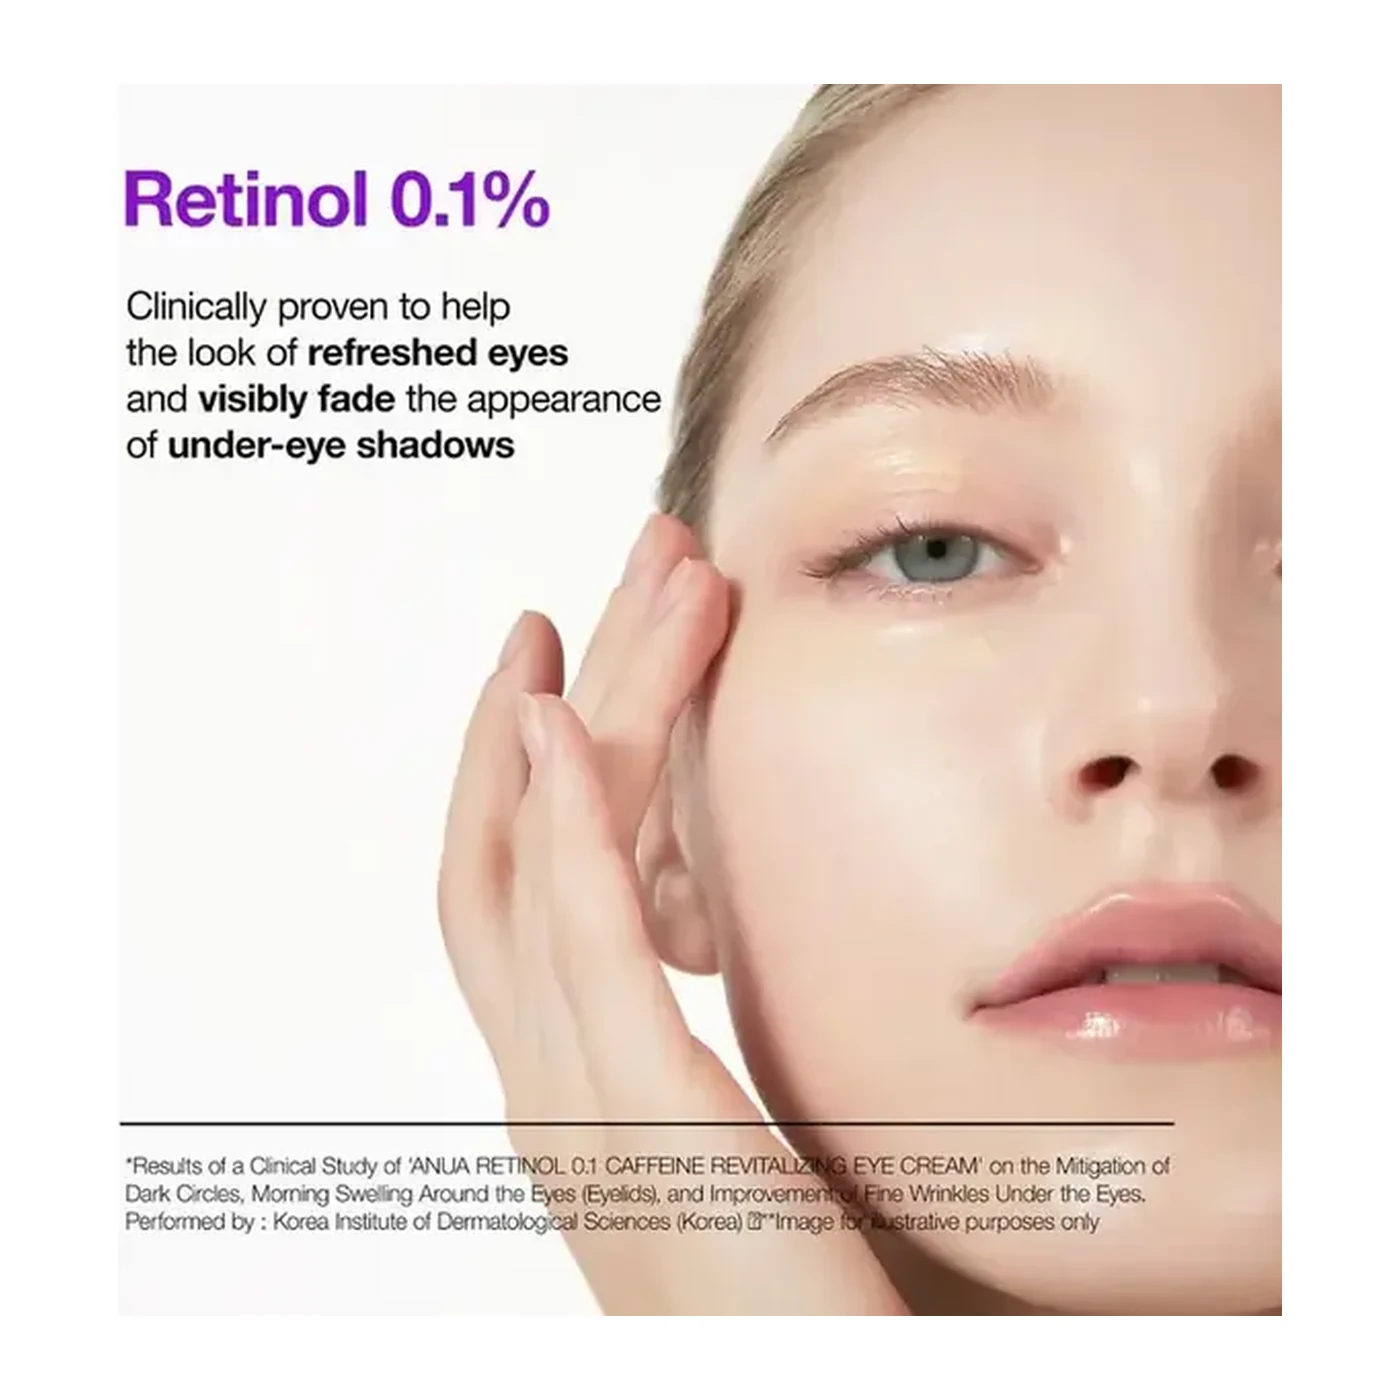 Retinol 0.1%
Clinically proven to help
the look of refreshed eyes
and visibly fade the appearance
of under-eye shadows
*Results of a Clinical Study of 'ANUA RETINOL 0.1 CAFFEINE REVITALIZING EYE CREAM' on the Mitigation of
Dark Circles, Morning Swelling Around the Eyes (Eyelids), and Improvement of Fine Wrinkles Under the Eyes.
Performed by : Korea Institute of Dermatological Sciences (Korea) **Image for illustrative purposes only